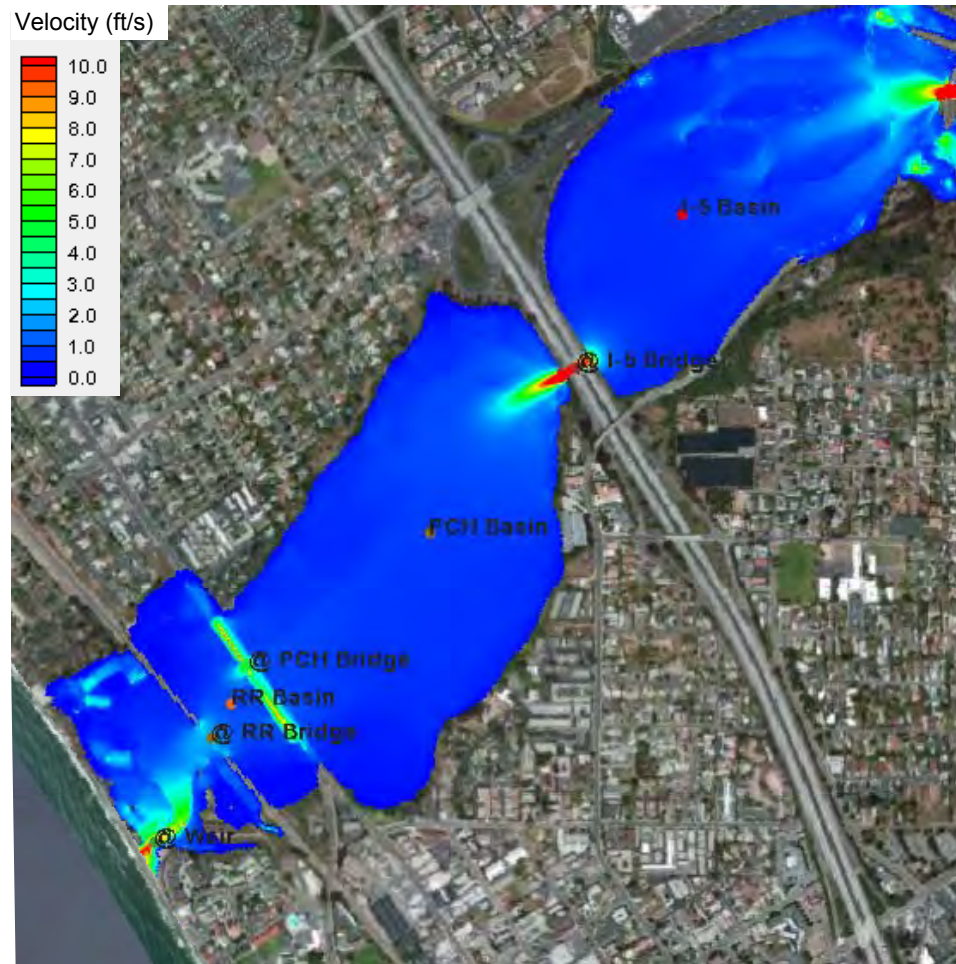 Velocity (ft/s)
10.0
9.0
8.0
7.0
6.0
5.0
4.0
3.0
2.0
1.0
0.0
I-5 Basin
@ I-5 Bridge
PCH Basin
@ PCH Bridge
RR Basin
@ RR Bridge
@ Weir